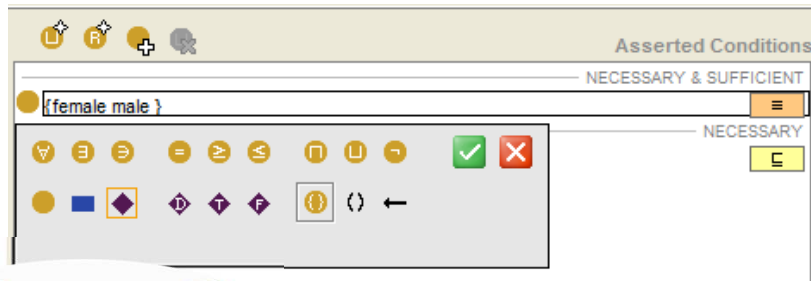 Asserted Conditions
NECESSARY & SUFFICIENT
{female male }
≡
NECESSARY
⊑
∀ ∃ ∋ = ≥ ≤ ⊓ ⊔ ¬
D T F {} () ←